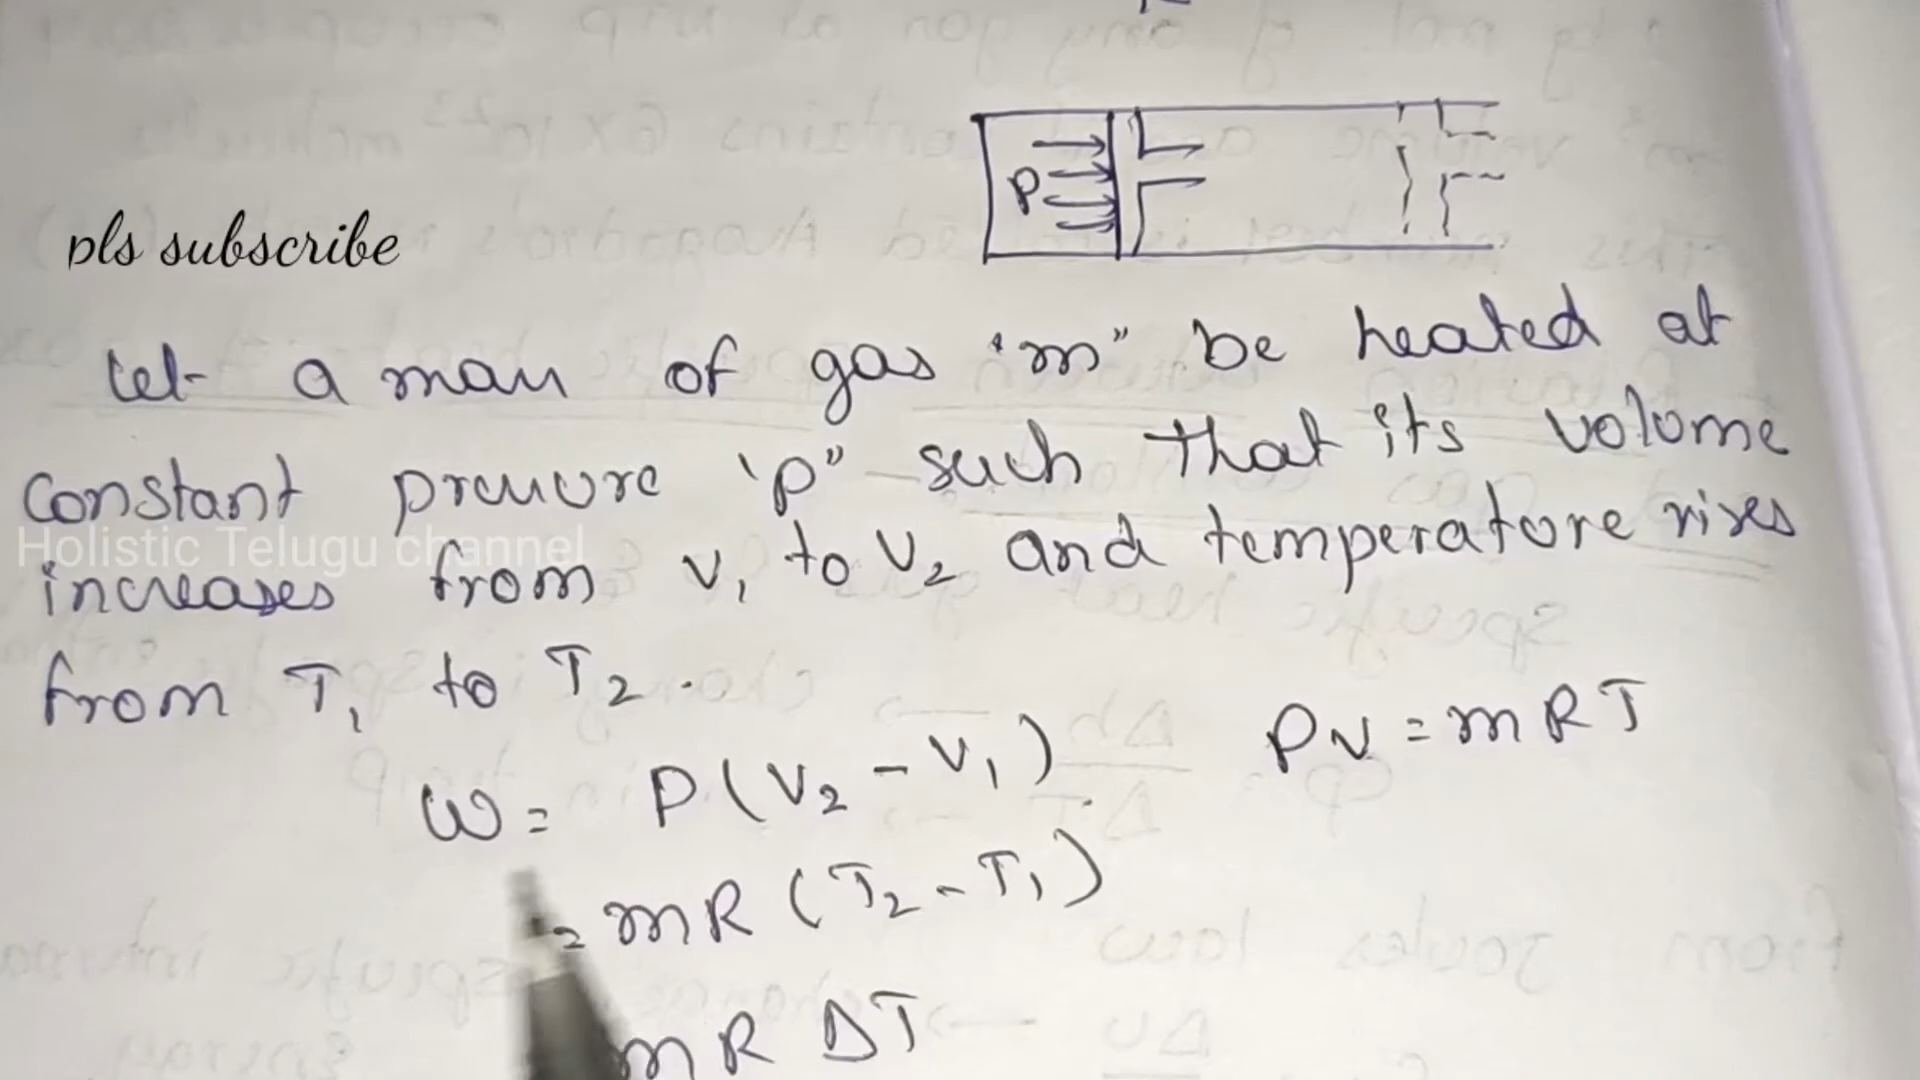 P
pls subscribe
Let a mass of gas 'm" be heated at
constant pressure 'p" such that its volume
Holistic Telugu channel
increases from V₁ to V₂ and temperature rises
from T₁ to T₂.
W = P(V₂ - V₁) PV = mRT
= mR (T₂ - T₁)
mR ΔT